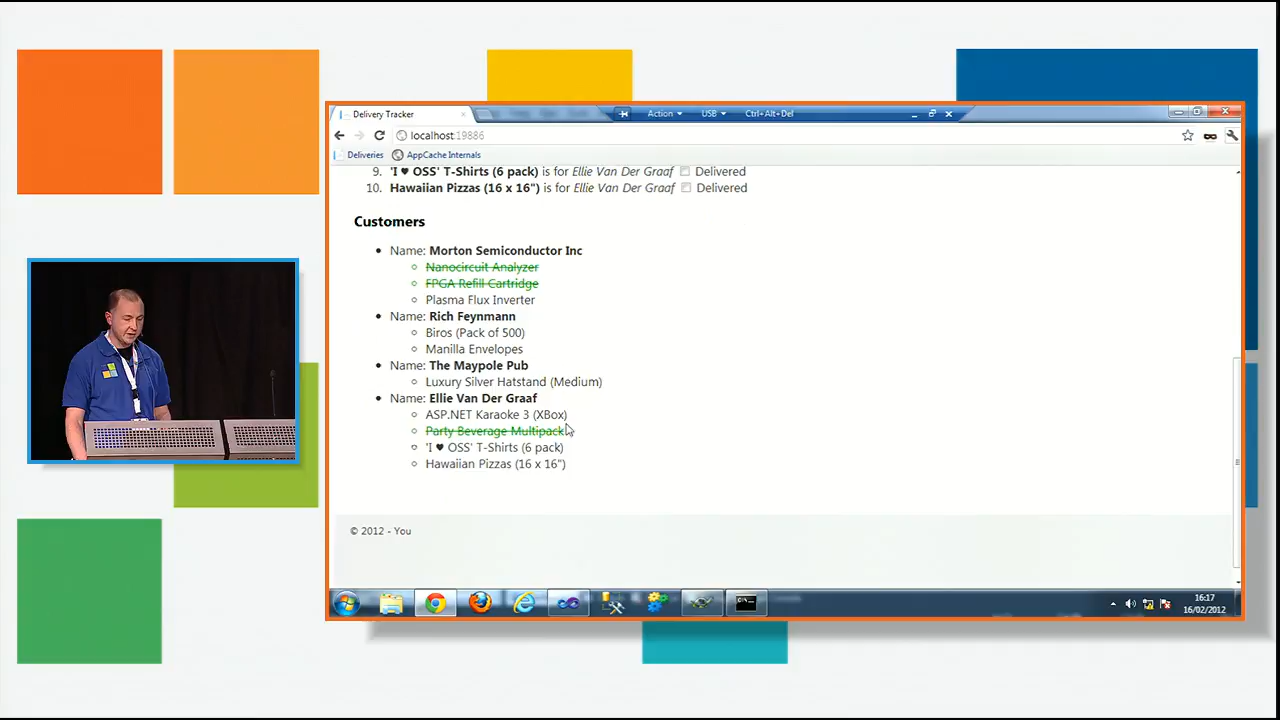 Delivery Tracker
Action
USB
Ctrl+Alt+Del
localhost:19886
Deliveries
AppCache Internals
9. 'I ♥ OSS' T-Shirts (6 pack) is for Ellie Van Der Graaf Delivered
10. Hawaiian Pizzas (16 x 16") is for Ellie Van Der Graaf Delivered
Customers
Name: Morton Semiconductor Inc
Nanocircuit Analyzer
FPGA Refill Cartridge
Plasma Flux Inverter
Name: Rich Feynmann
Biros (Pack of 500)
Manilla Envelopes
Name: The Maypole Pub
Luxury Silver Hatstand (Medium)
Name: Ellie Van Der Graaf
ASP.NET Karaoke 3 (XBox)
Party Beverage Multipack
'I ♥ OSS' T-Shirts (6 pack)
Hawaiian Pizzas (16 x 16")
© 2012 - You
16:17
16/02/2012